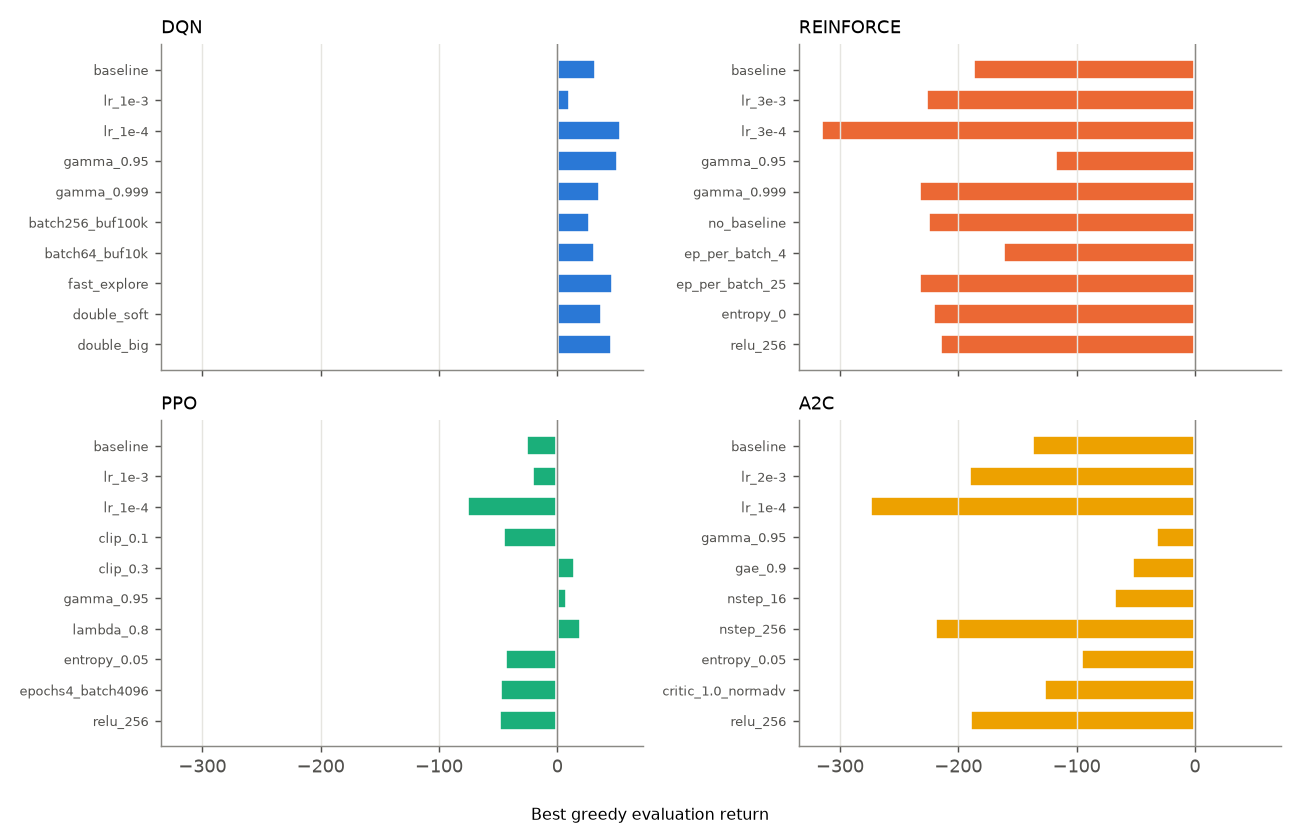 DQN
baseline
lr_1e-3
lr_1e-4
gamma_0.95
gamma_0.999
batch256_buf100k
batch64_buf10k
fast_explore
double_soft
double_big
REINFORCE
baseline
lr_3e-3
lr_3e-4
gamma_0.95
gamma_0.999
no_baseline
ep_per_batch_4
ep_per_batch_25
entropy_0
relu_256
PPO
baseline
lr_1e-3
lr_1e-4
clip_0.1
clip_0.3
gamma_0.95
lambda_0.8
entropy_0.05
epochs4_batch4096
relu_256
−300 −200 −100 0
A2C
baseline
lr_2e-3
lr_1e-4
gamma_0.95
gae_0.9
nstep_16
nstep_256
entropy_0.05
critic_1.0_normadv
relu_256
−300 −200 −100 0
Best greedy evaluation return